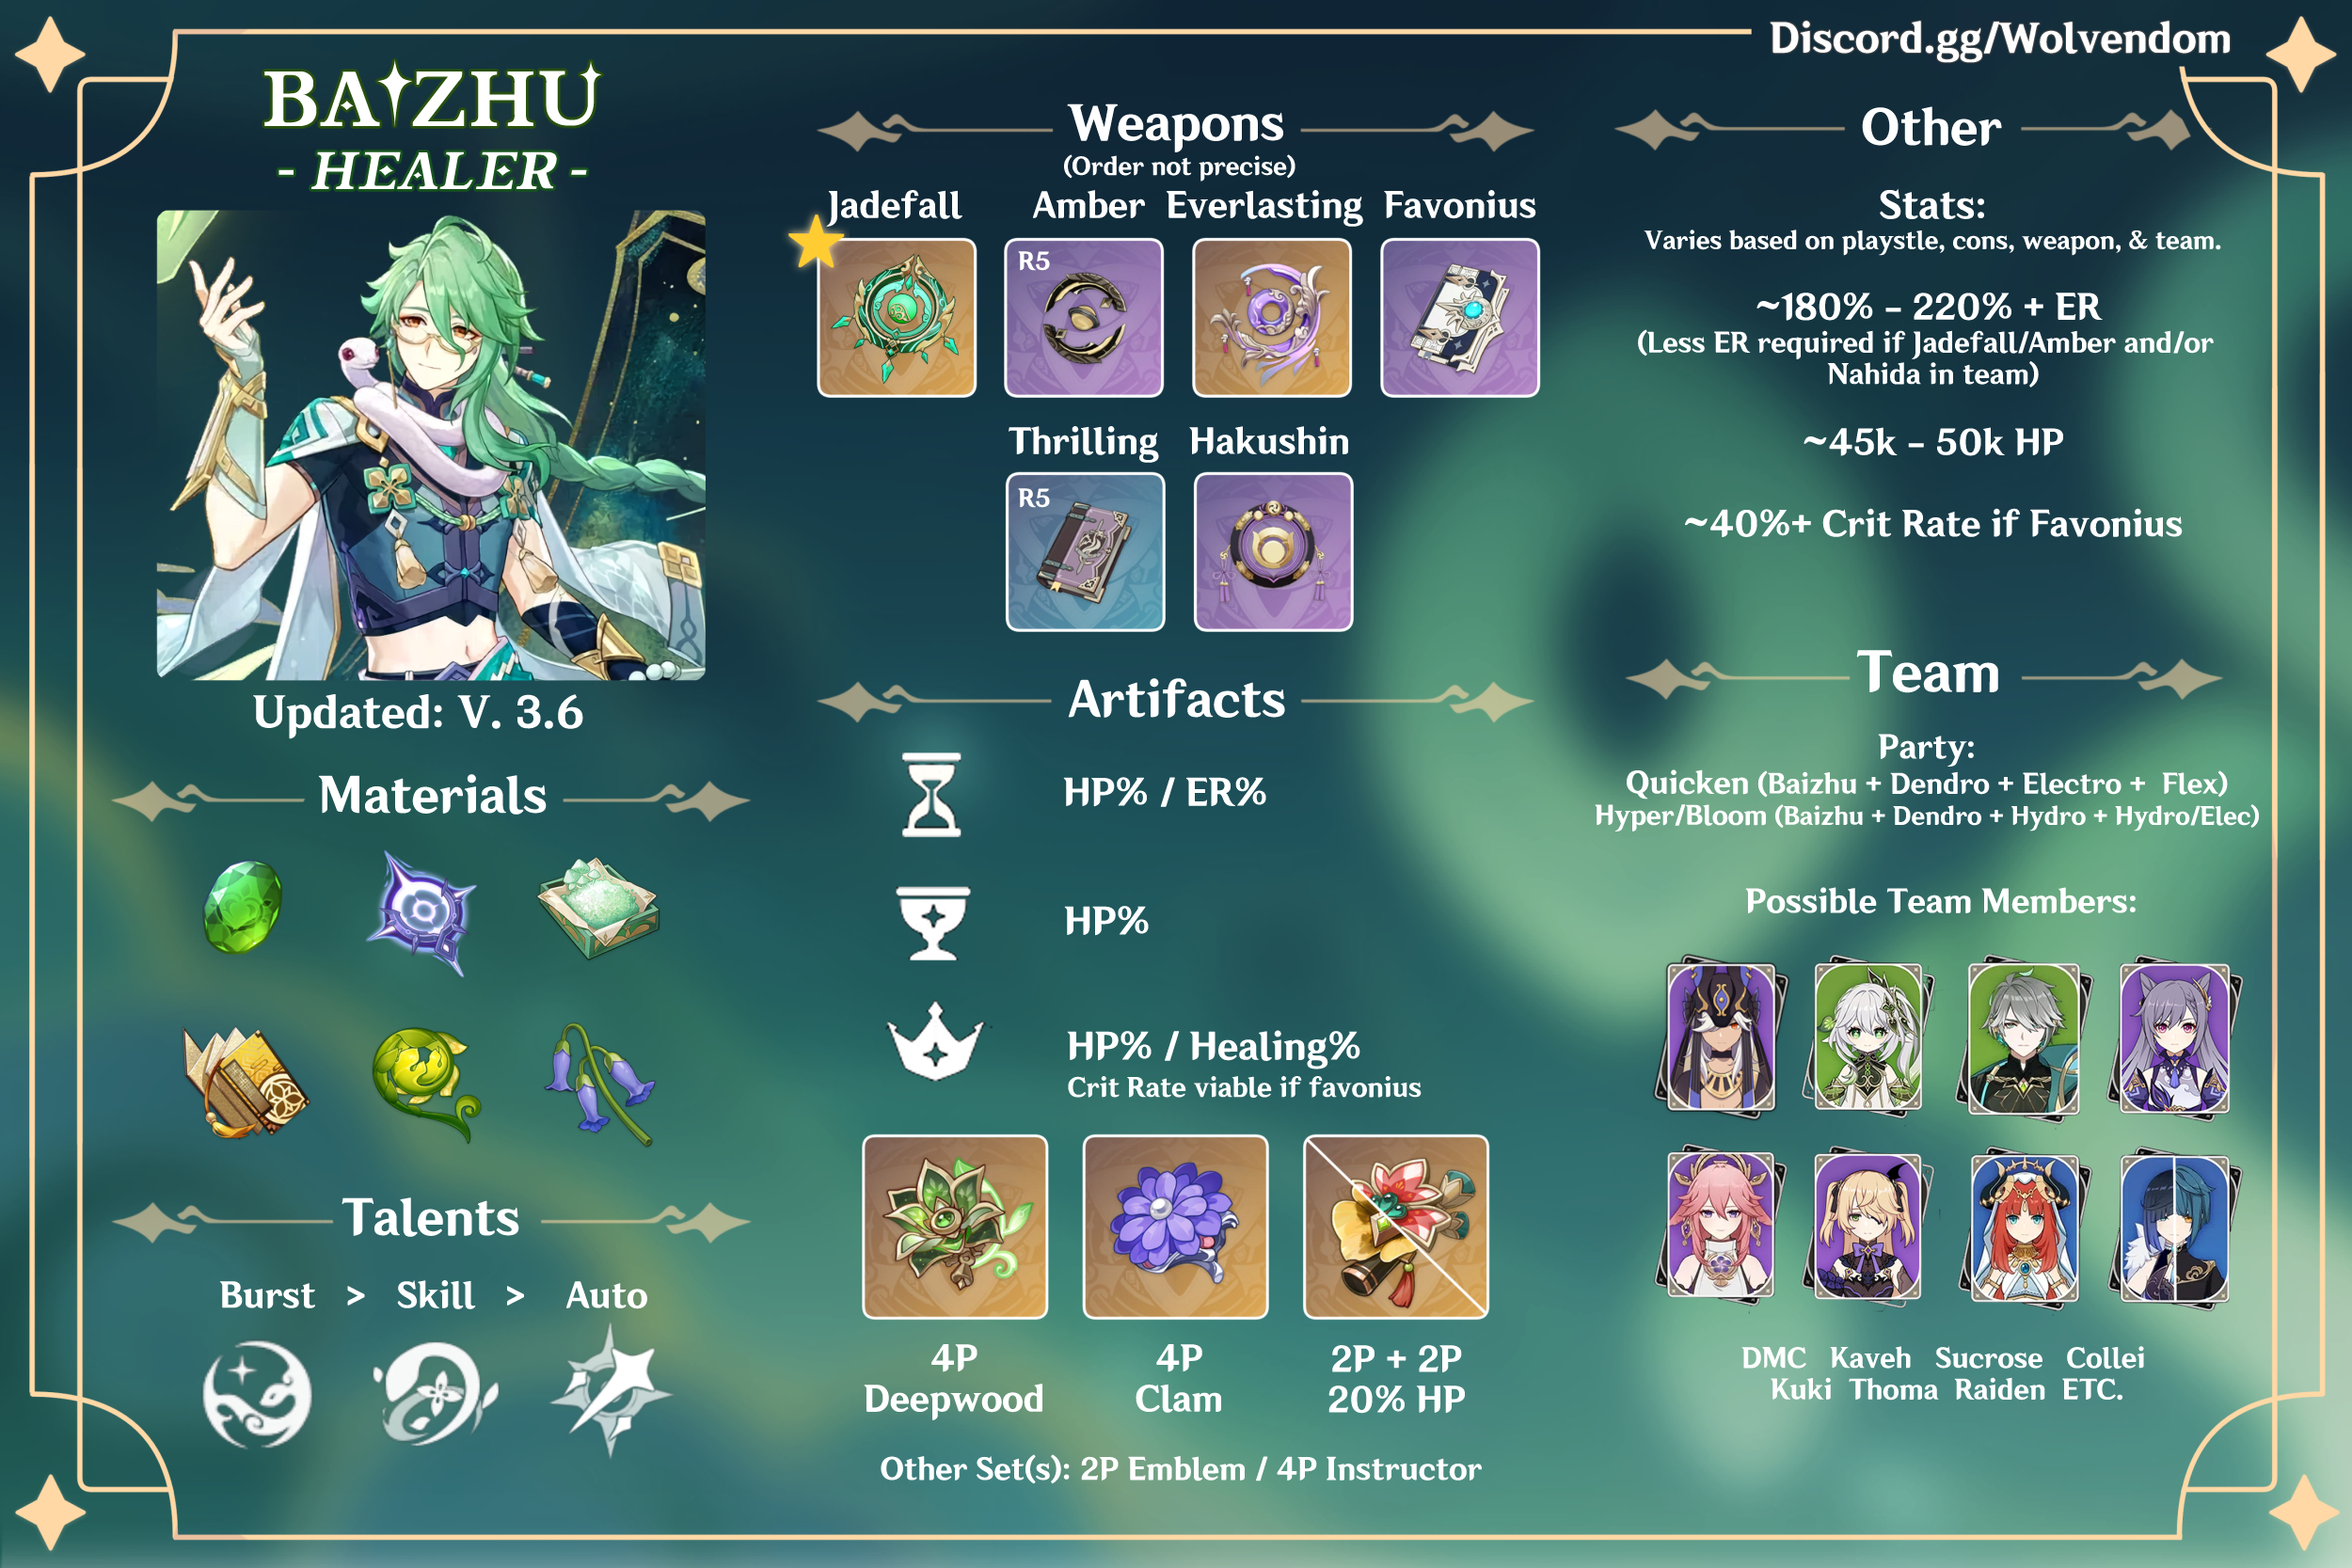 Discord.gg/Wolvendom
BAIZHU
- HEALER -
Updated: V. 3.6
Materials
Talents
Burst > Skill > Auto
Weapons
(Order not precise)
Jadefall Amber Everlasting Favonius
R5
Thrilling Hakushin
R5
Artifacts
HP% / ER%
HP%
HP% / Healing%
Crit Rate viable if favonius
4P 4P 2P + 2P
Deepwood Clam 20% HP
Other Set(s): 2P Emblem / 4P Instructor
Other
Stats:
Varies based on playstle, cons, weapon, & team.
~180% - 220% + ER
(Less ER required if Jadefall/Amber and/or
Nahida in team)
~45k - 50k HP
~40%+ Crit Rate if Favonius
Team
Party:
Quicken (Baizhu + Dendro + Electro + Flex)
Hyper/Bloom (Baizhu + Dendro + Hydro + Hydro/Elec)
Possible Team Members:
DMC Kaveh Sucrose Collei
Kuki Thoma Raiden ETC.